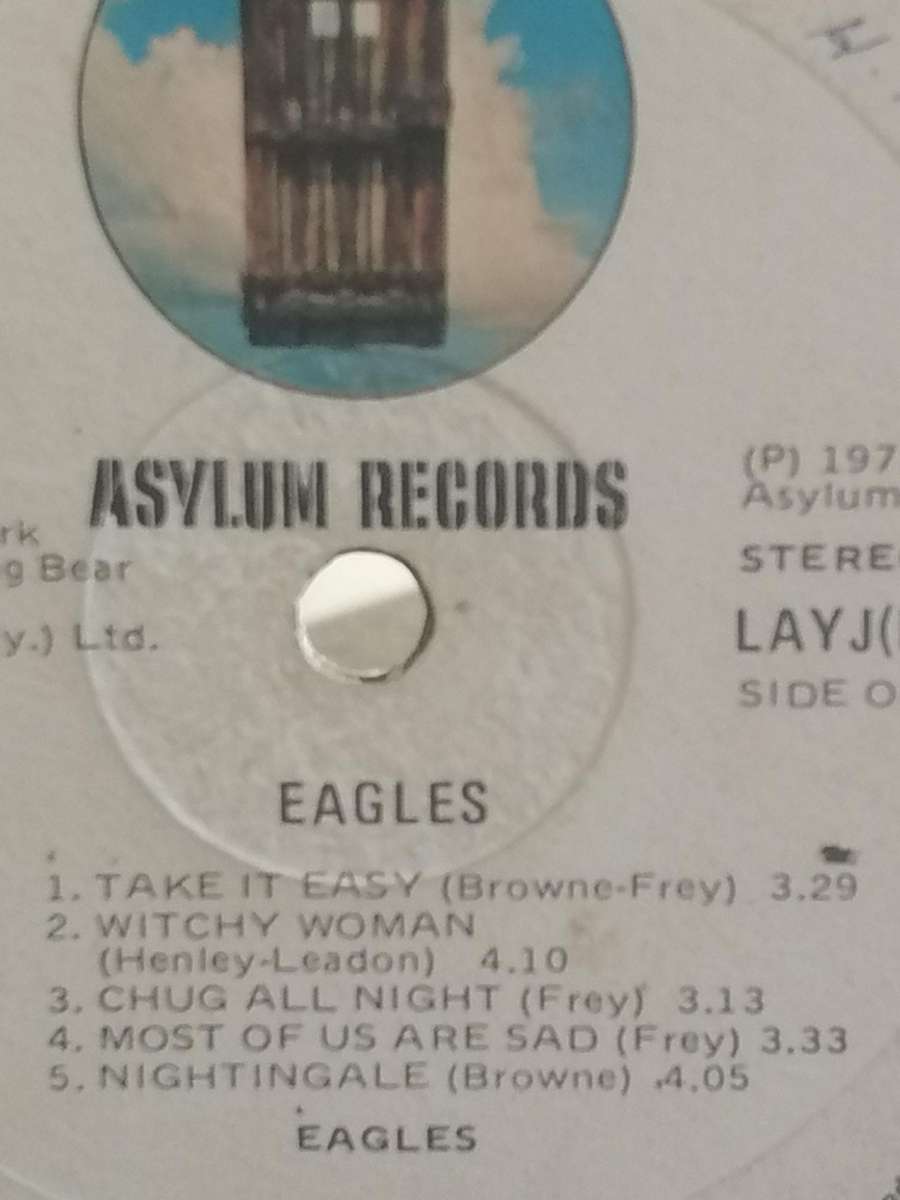 ASYLUM RECORDS
rk
g Bear
y.) Ltd.
(P) 197
Asylum
STERE
LAYJ(
SIDE O
EAGLES
1. TAKE IT EASY (Browne-Frey) 3.29
2. WITCHY WOMAN
(Henley-Leadon) 4.10
3. CHUG ALL NIGHT (Frey) 3.13
4. MOST OF US ARE SAD (Frey) 3.33
5. NIGHTINGALE (Browne) .4.05
EAGLES